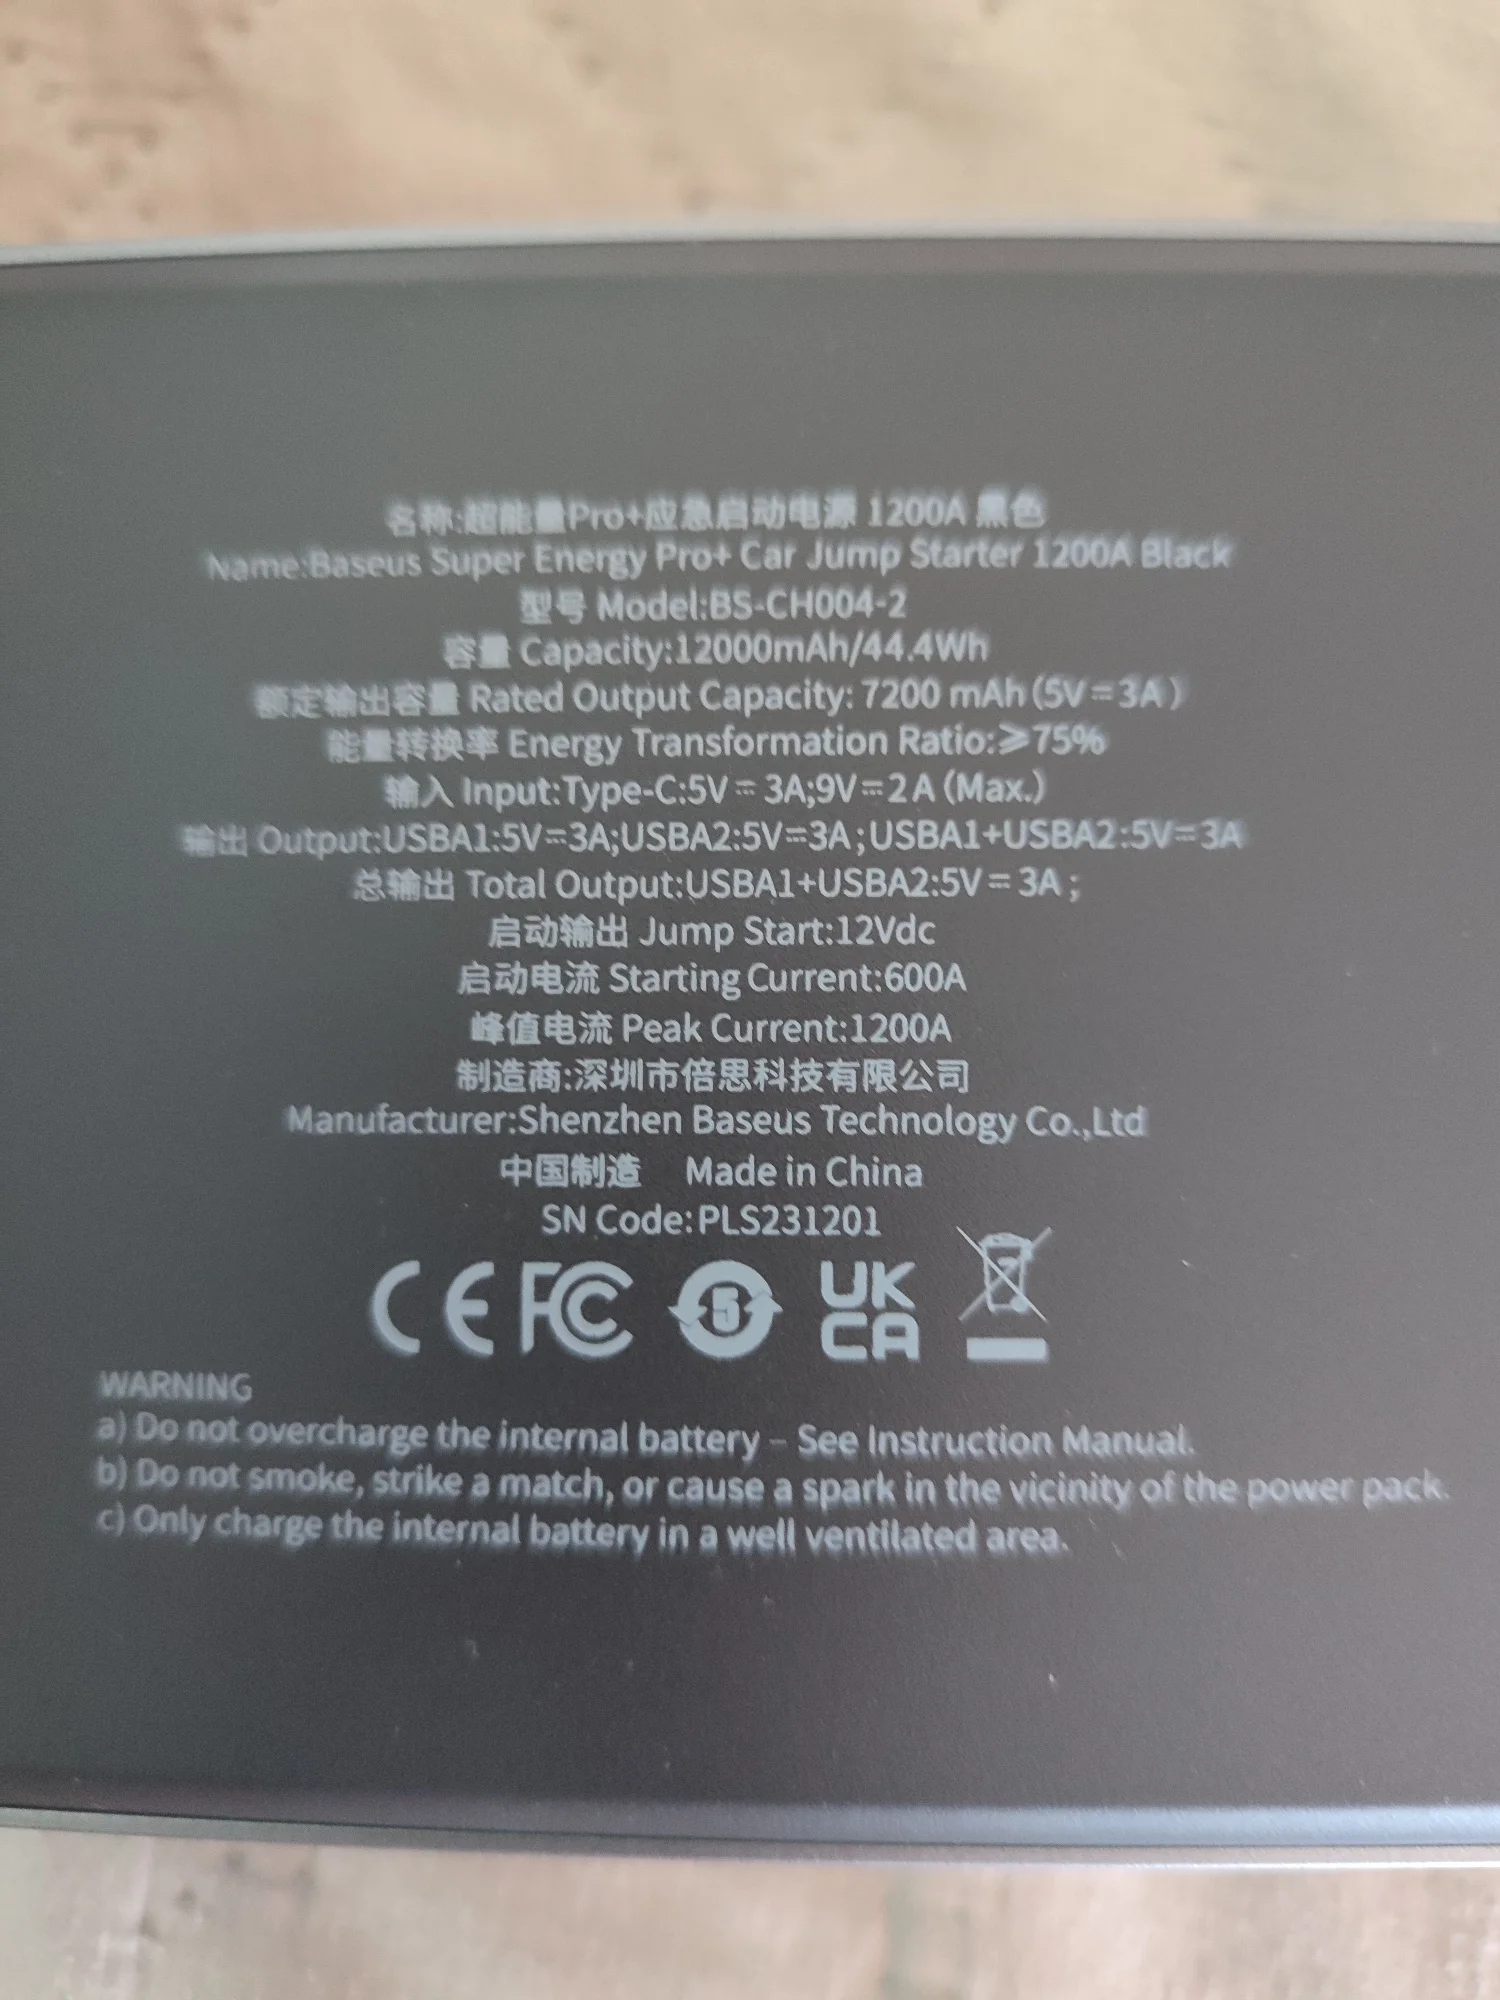 名称:超能量Pro+应急启动电源 1200A 黑色
Name:Baseus Super Energy Pro+ Car Jump Starter 1200A Black
型号 Model:BS-CH004-2
容量 Capacity:12000mAh/44.4Wh
额定输出容量 Rated Output Capacity: 7200 mAh (5V⎓3A)
能量转换率 Energy Transformation Ratio:≥75%
输入 Input:Type-C:5V⎓3A;9V⎓2A (Max.)
输出 Output:USBA1:5V⎓3A;USBA2:5V⎓3A;USBA1+USBA2:5V⎓3A
总输出 Total Output:USBA1+USBA2:5V⎓3A;
启动输出 Jump Start:12Vdc
启动电流 Starting Current:600A
峰值电流 Peak Current:1200A
制造商:深圳市倍思科技有限公司
Manufacturer:Shenzhen Baseus Technology Co.,Ltd
中国制造 Made in China
SN Code:PLS231201
CE FC 5 UK CA
WARNING
a) Do not overcharge the internal battery – See Instruction Manual.
b) Do not smoke, strike a match, or cause a spark in the vicinity of the power pack.
c) Only charge the internal battery in a well ventilated area.